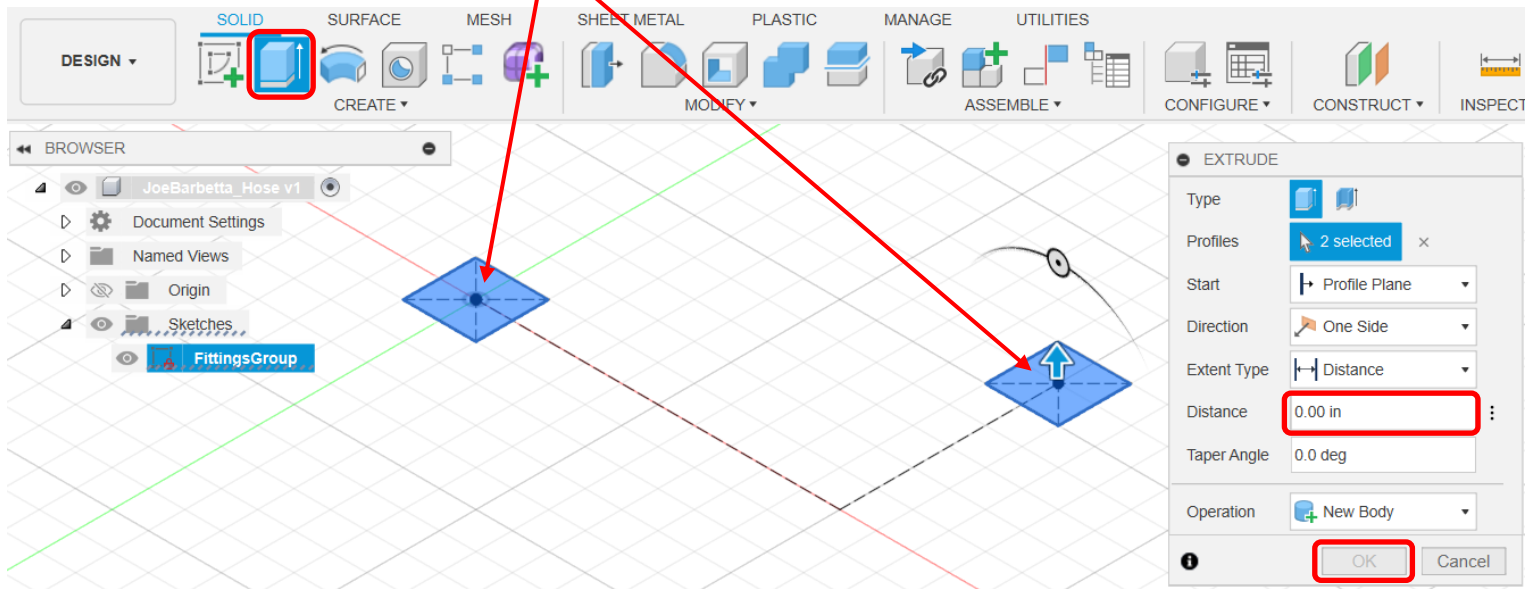 SOLID SURFACE MESH SHEET METAL PLASTIC MANAGE UTILITIES
DESIGN
CREATE MODIFY ASSEMBLE CONFIGURE CONSTRUCT INSPECT
BROWSER
JoeBarbetta_Hose v1
Document Settings
Named Views
Origin
Sketches
FittingsGroup
EXTRUDE
Type
Profiles 2 selected
Start Profile Plane
Direction One Side
Extent Type Distance
Distance 0.00 in
Taper Angle 0.0 deg
Operation New Body
OK Cancel